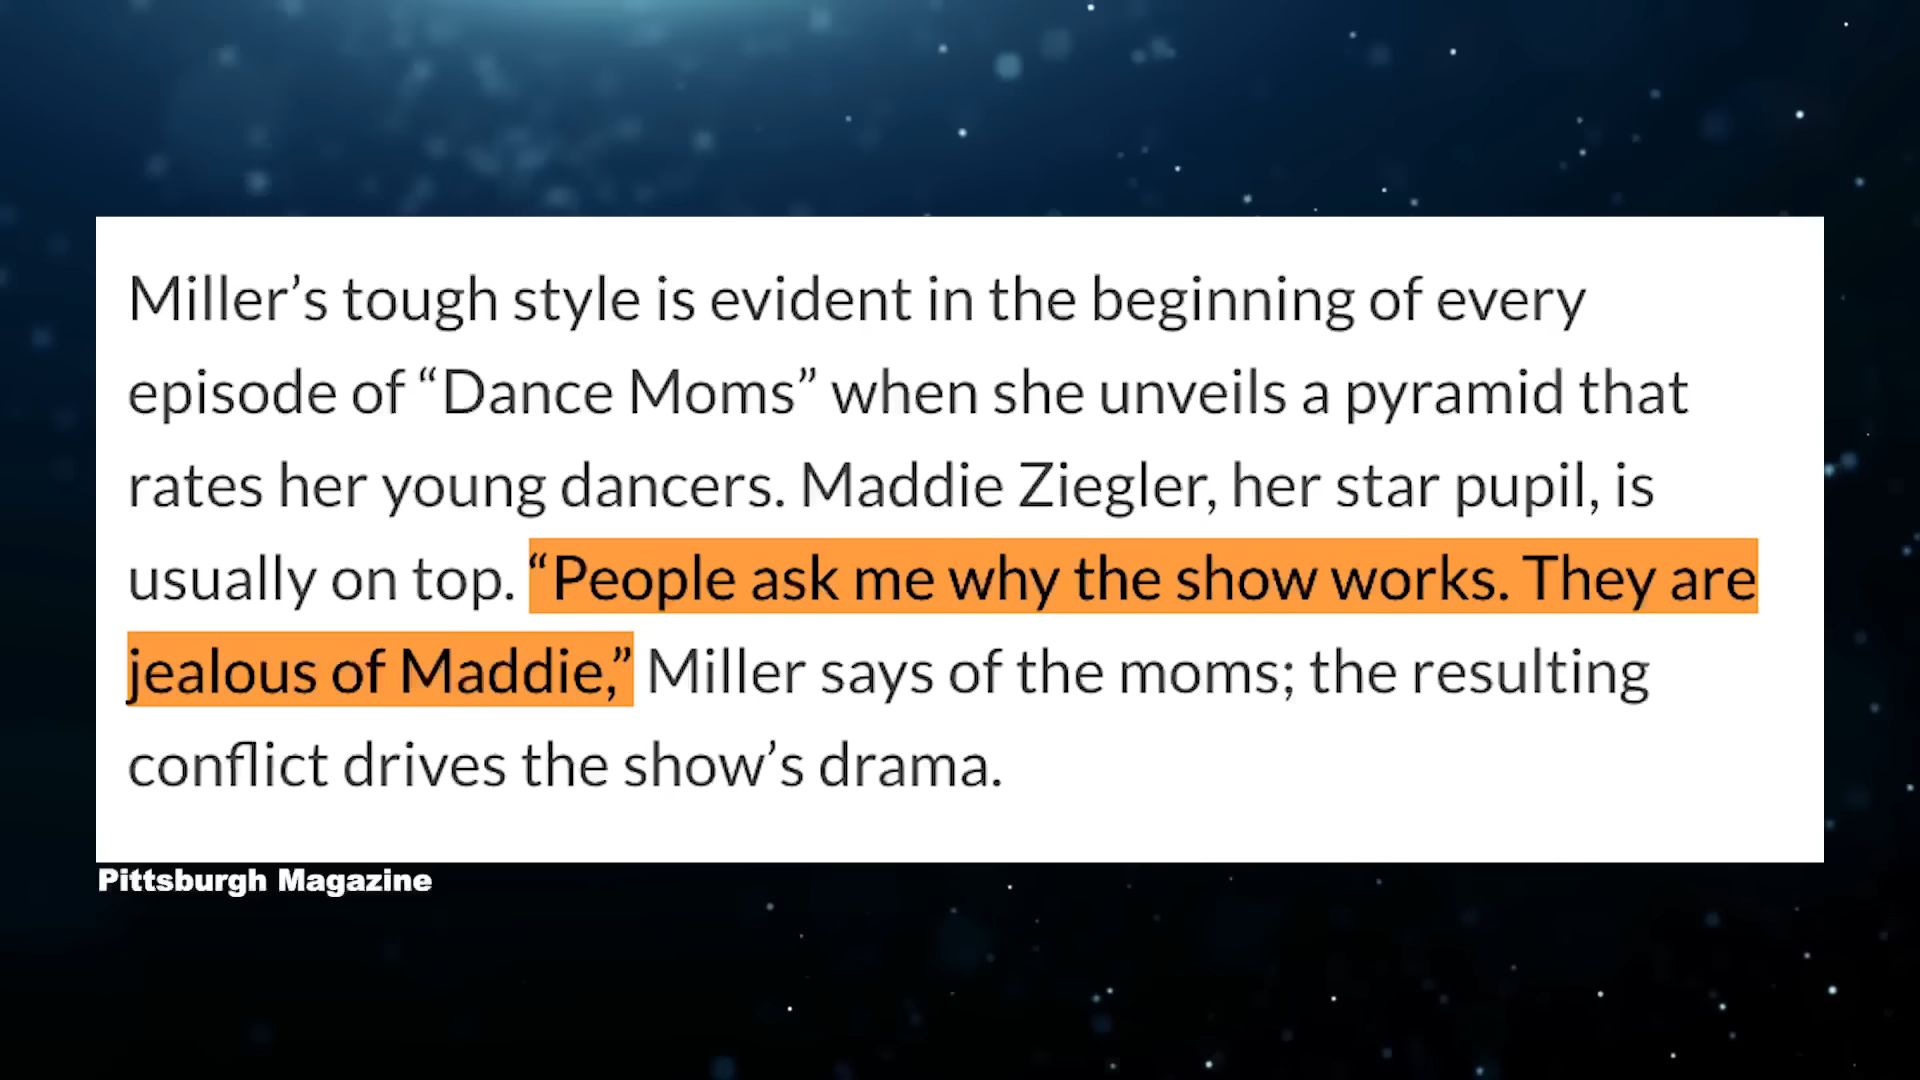 Miller’s tough style is evident in the beginning of every
episode of “Dance Moms” when she unveils a pyramid that
rates her young dancers. Maddie Ziegler, her star pupil, is
usually on top. “People ask me why the show works. They are
jealous of Maddie,” Miller says of the moms; the resulting
conflict drives the show’s drama.
Pittsburgh Magazine